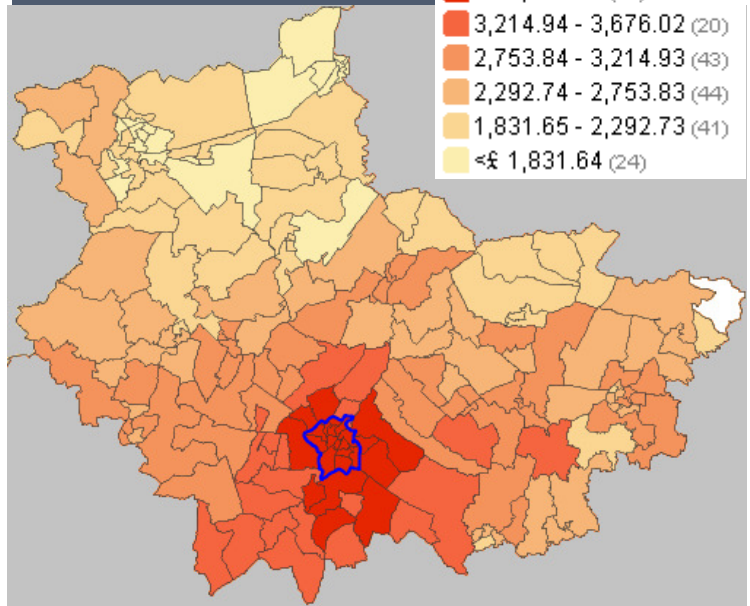 3,214.94 - 3,676.02 (20)
2,753.84 - 3,214.93 (43)
2,292.74 - 2,753.83 (44)
1,831.65 - 2,292.73 (41)
<£ 1,831.64 (24)